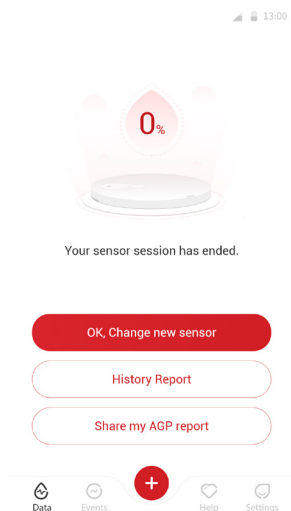 13:00
0%
Your sensor session has ended.
OK, Change new sensor
History Report
Share my AGP report
+
Data Events Help Settings